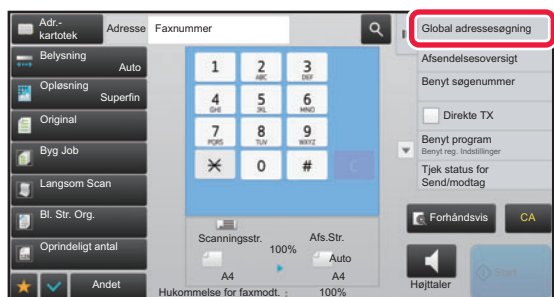 Adr.-
kartotek
Adresse
Faxnummer
Global adressesøgning
Belysning
Auto
Opløsning
Superfin
Original
Byg Job
Langsom Scan
Bl. Str. Org.
Oprindeligt antal
Andet
1
2
ABC
3
DEF
4
GHI
5
JKL
6
MNO
7
PQRS
8
TUV
9
WXYZ
0
#
C
Scanningsstr.
100%
Afs.Str.
Auto
A4
A4
Hukommelse for faxmodt. :
100%
Afsendelsesoversigt
Benyt søgenummer
Direkte TX
Benyt program
Benyt reg. Indstillinger
Tjek status for
Send/modtag
Forhåndsvis
CA
Højttaler
Start